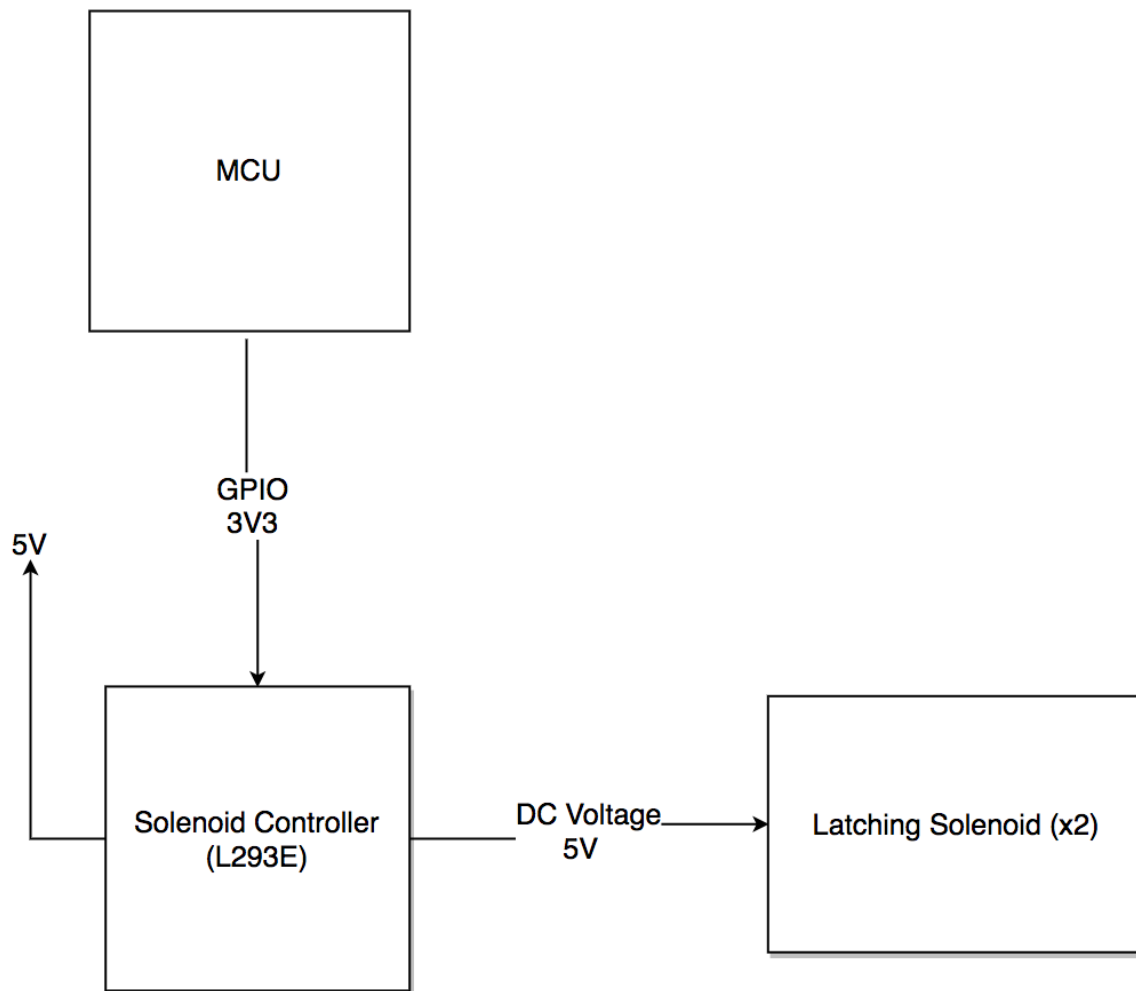 MCU
GPIO
3V3
5V
Solenoid Controller
(L293E)
DC Voltage
5V
Latching Solenoid (x2)